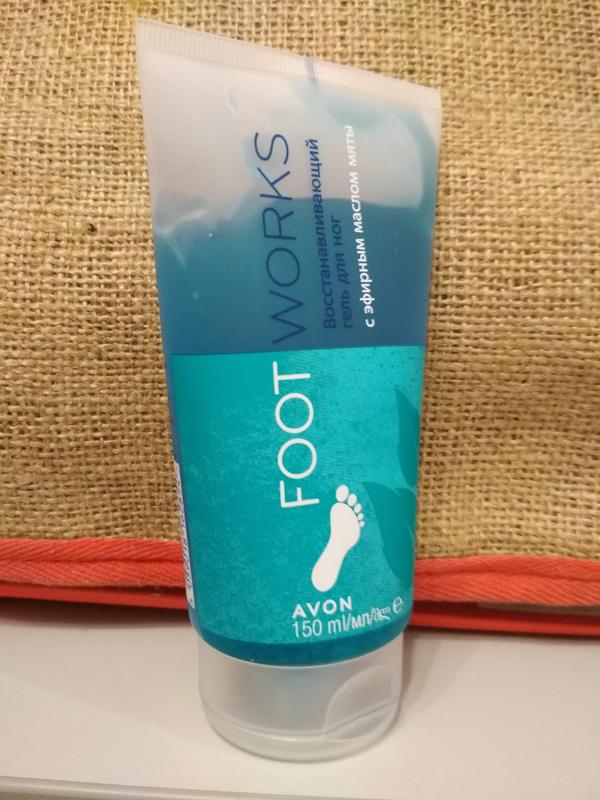 FOOT WORKS
Восстанавливающий
гель для ног
с эфирным маслом мяты
AVON
150 ml/мл/